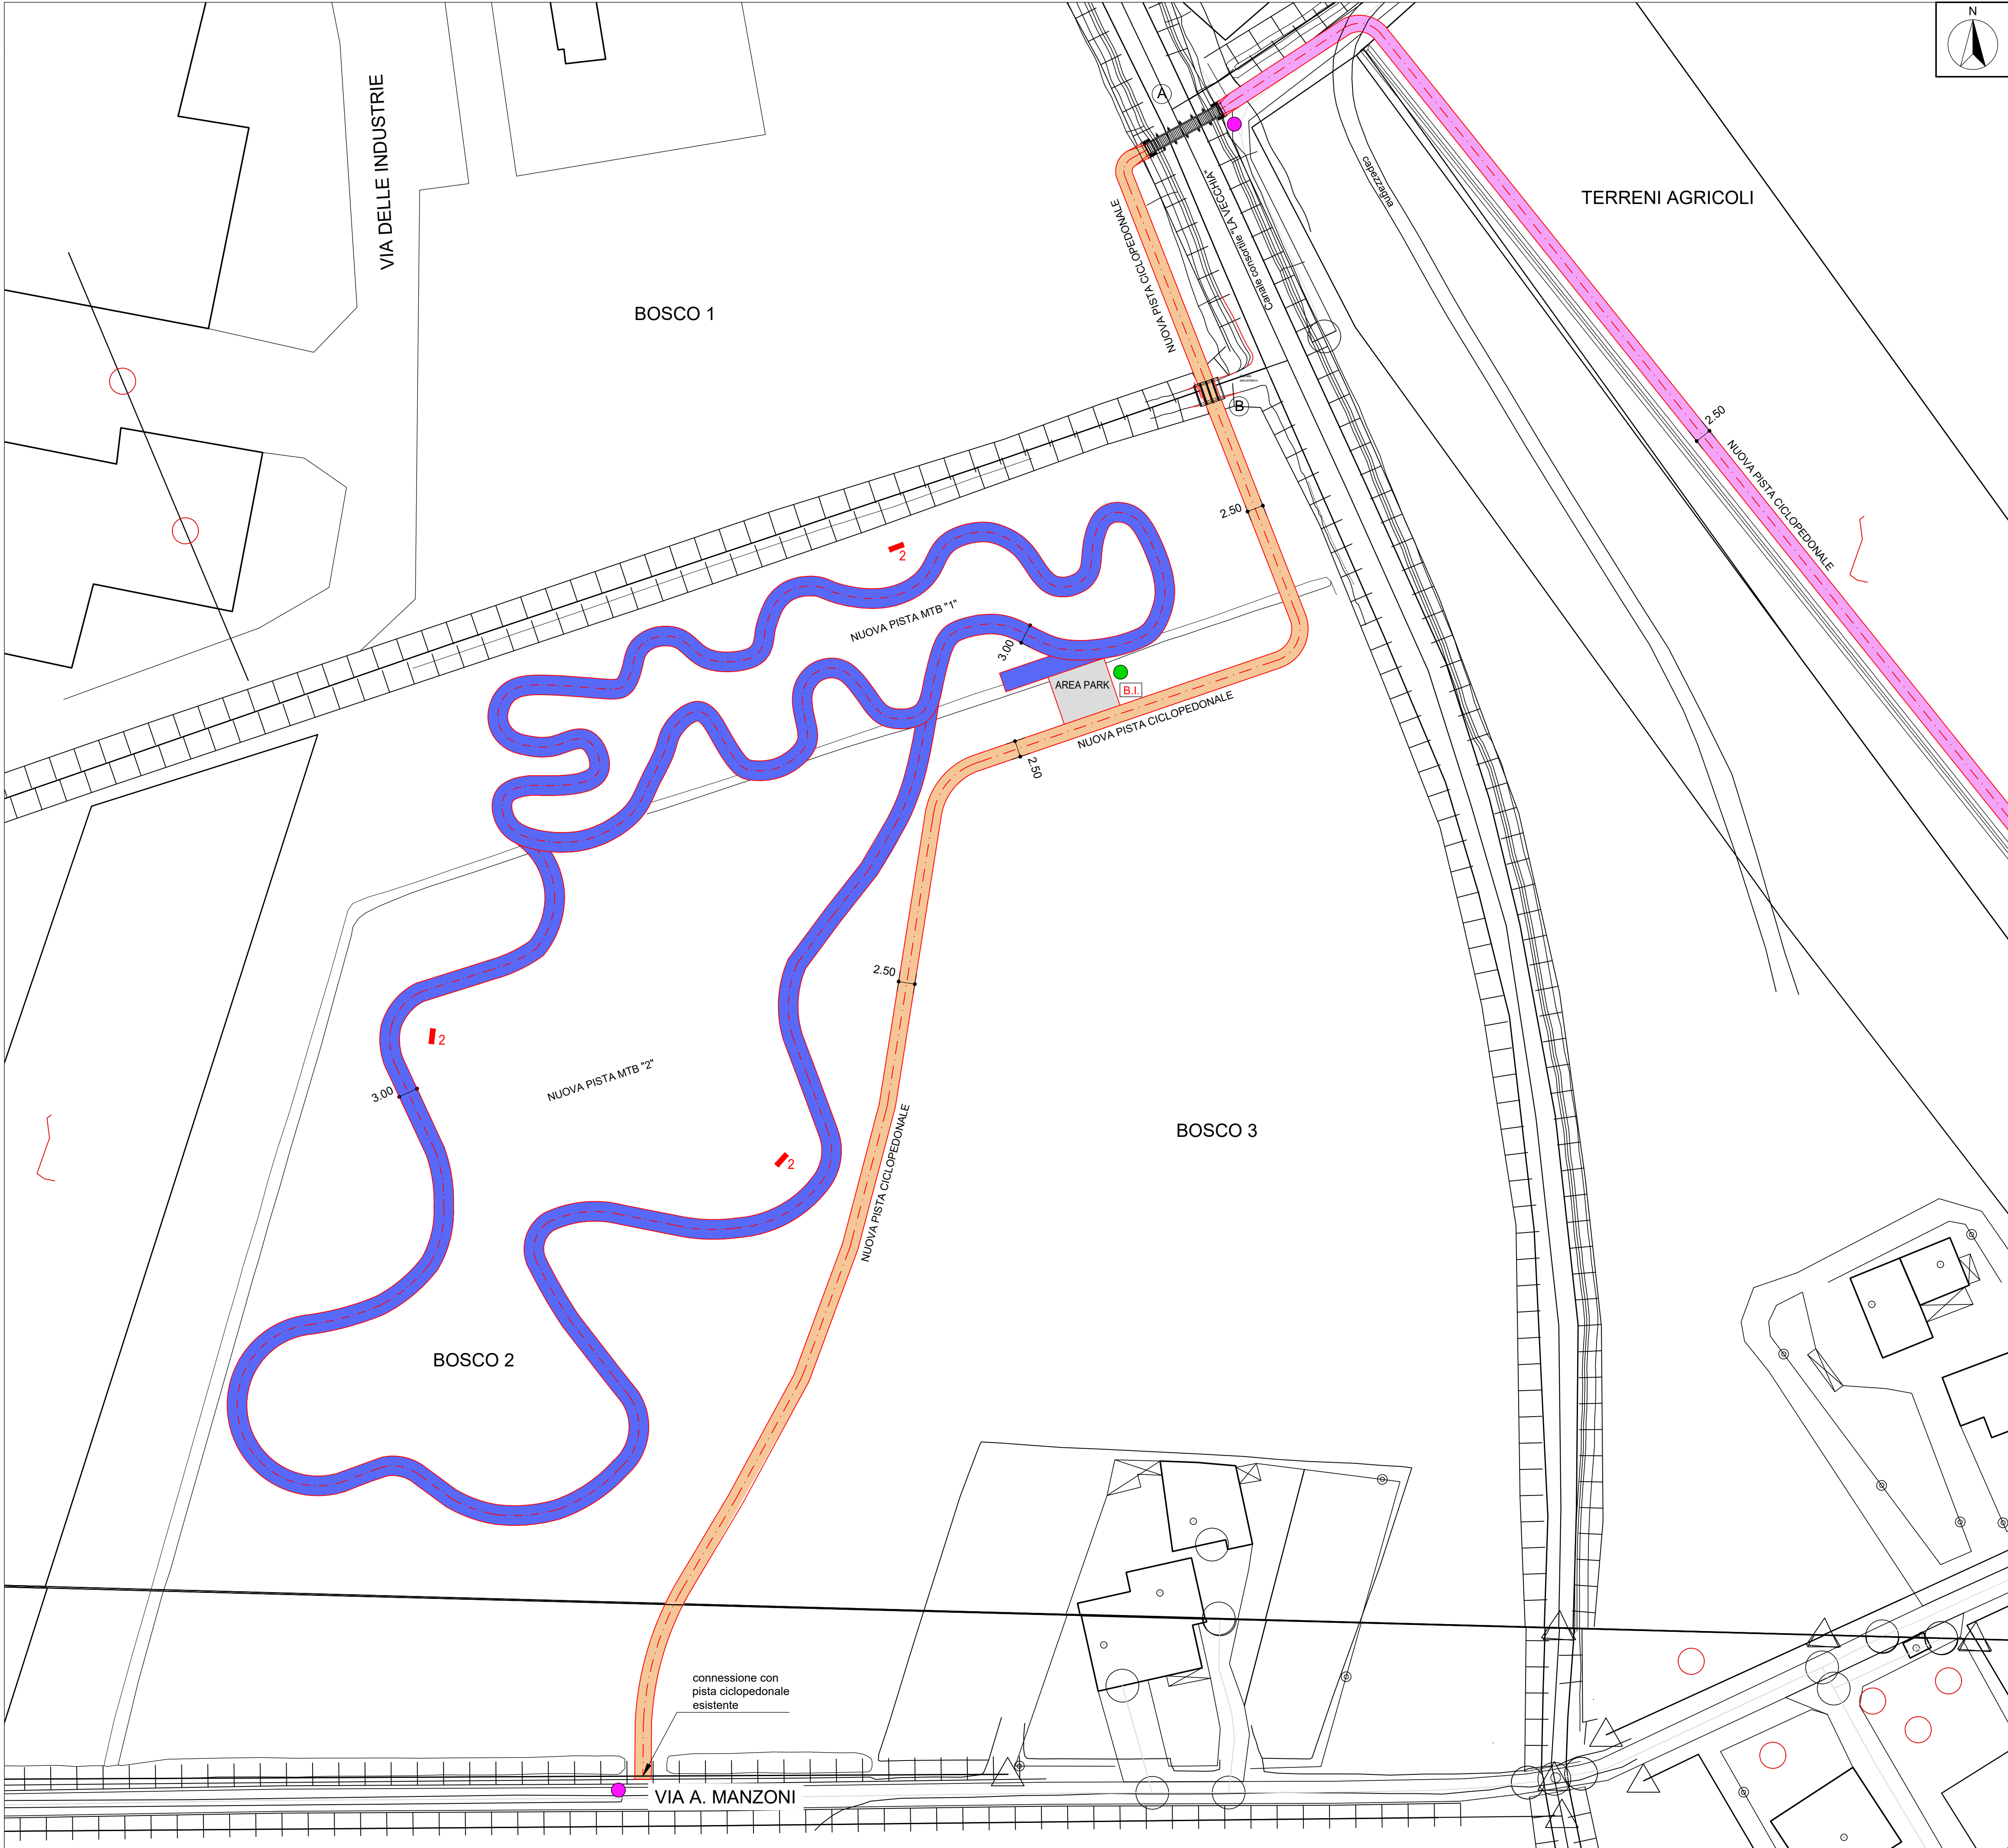 N
VIA DELLE INDUSTRIE
A
TERRENI AGRICOLI
capezzagna
Canale consortile "LA VECCHIA"
NUOVA PISTA CICLOPEDONALE
BOSCO 1
secondario
B
2.50
NUOVA PISTA CICLOPEDONALE
2.50
2
NUOVA PISTA MTB "1"
3.00
AREA PARK
B.I.
NUOVA PISTA CICLOPEDONALE
2.50
2.50
2
NUOVA PISTA MTB "2"
3.00
2
NUOVA PISTA CICLOPEDONALE
BOSCO 3
BOSCO 2
connessione con
pista ciclopedonale
esistente
VIA A. MANZONI